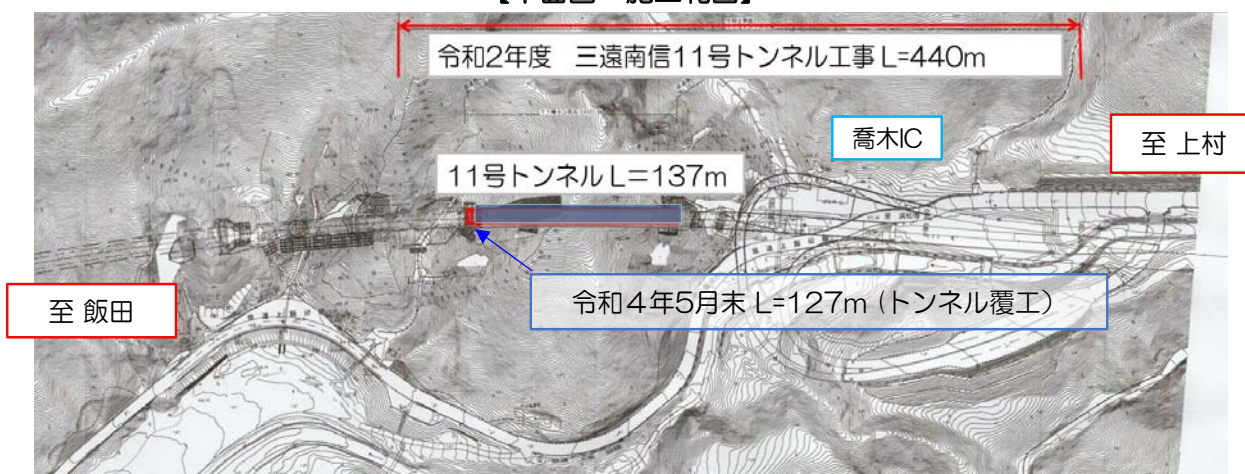 令和2年度 三遠南信11号トンネル工事 L=440m
喬木IC
至 上村
11号トンネル L=137m
至 飯田
令和4年5月末 L=127m (トンネル覆工)